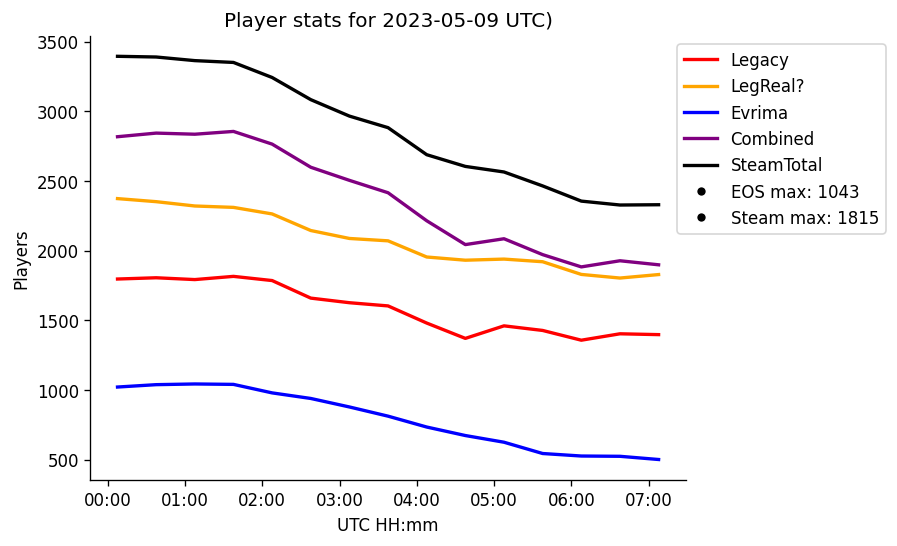 Player stats for 2023-05-09 UTC)
3500
3000
2500
2000
1500
1000
500
Players
00:00 01:00 02:00 03:00 04:00 05:00 06:00 07:00
UTC HH:mm
Legacy
LegReal?
Evrima
Combined
SteamTotal
EOS max: 1043
Steam max: 1815